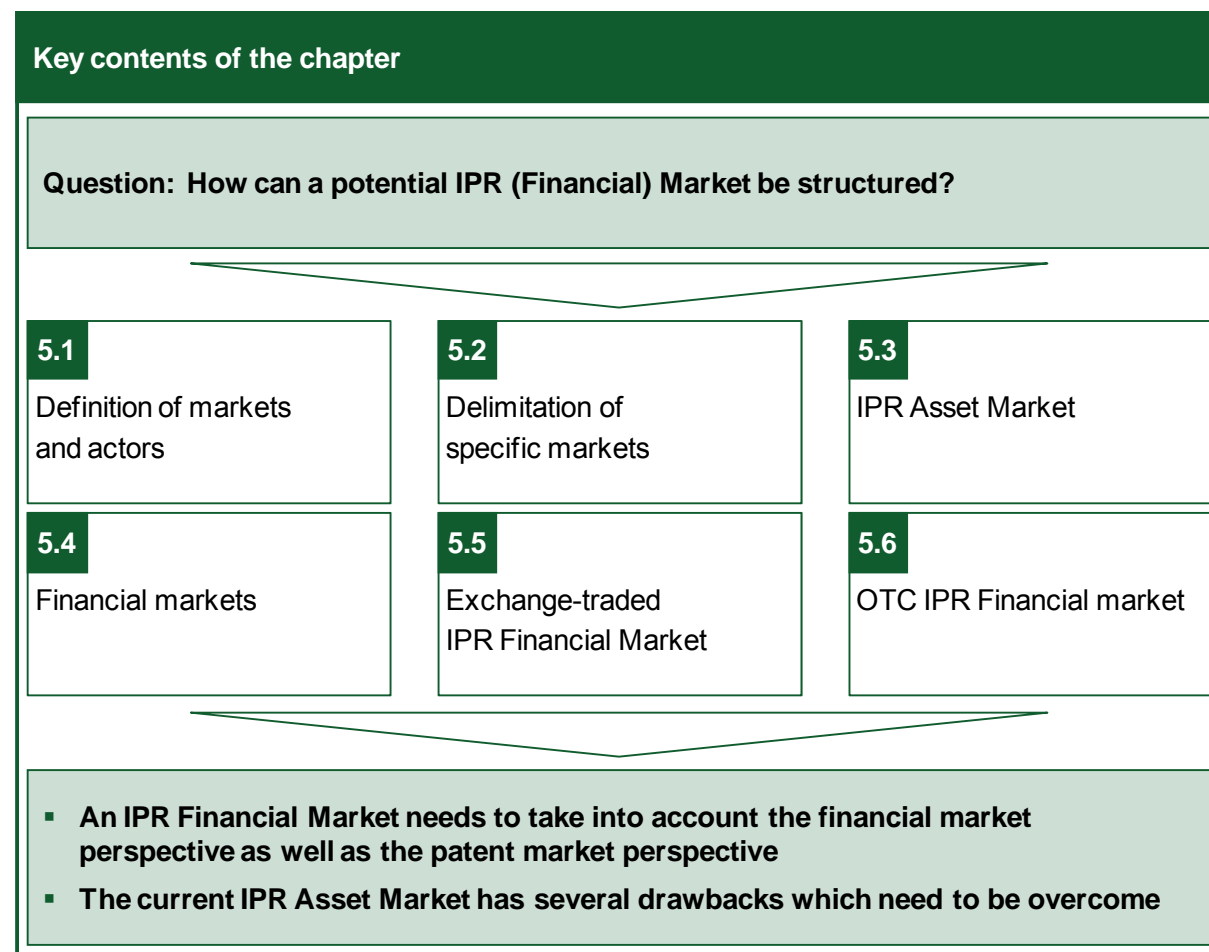 Key contents of the chapter
Question: How can a potential IPR (Financial) Market be structured?
5.1
Definition of markets
and actors
5.2
Delimitation of
specific markets
5.3
IPR Asset Market
5.4
Financial markets
5.5
Exchange-traded
IPR Financial Market
5.6
OTC IPR Financial market
▪ An IPR Financial Market needs to take into account the financial market
perspective as well as the patent market perspective
▪ The current IPR Asset Market has several drawbacks which need to be overcome